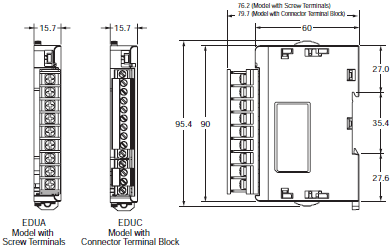 76.2 (Model with Screw Terminals)
79.7 (Model with Connector Terminal Block)
15.7
15.7
60
27.0
95.4
90
35.4
27.6
EDUA
Model with
Screw Terminals
EDUC
Model with
Connector Terminal Block